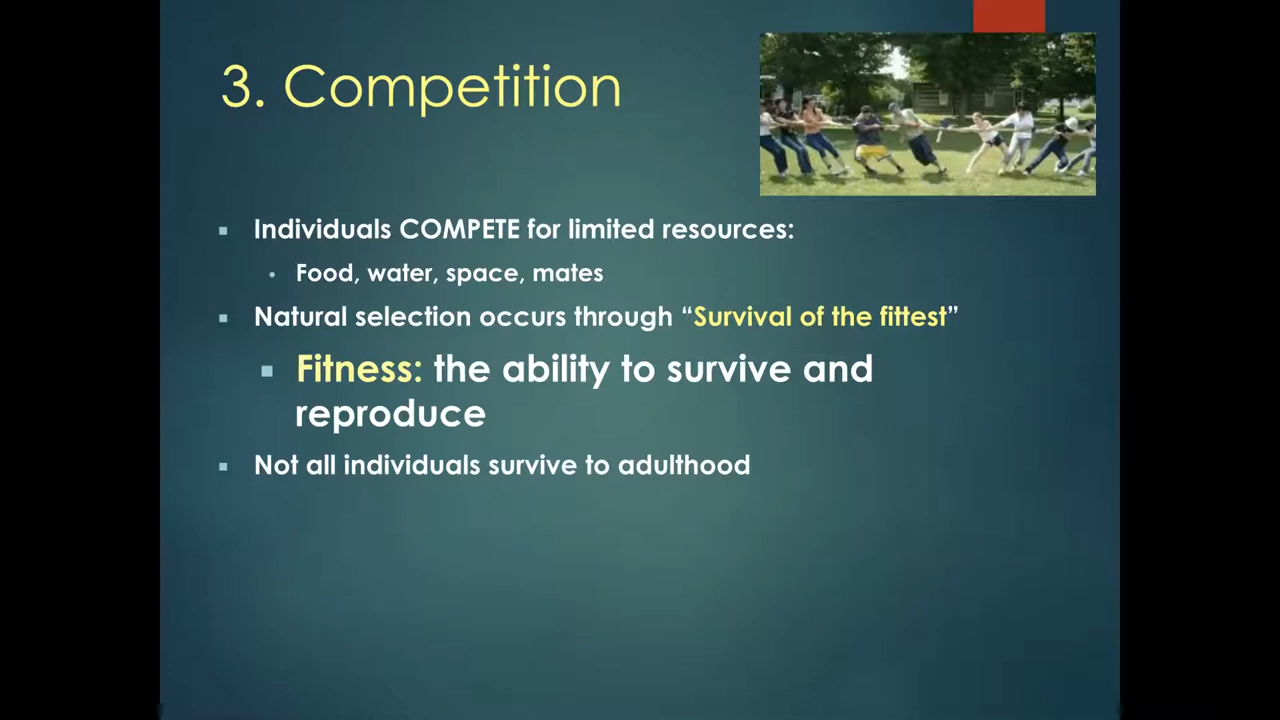 3. Competition
Individuals COMPETE for limited resources:
Food, water, space, mates
Natural selection occurs through “Survival of the fittest”
Fitness: the ability to survive and
reproduce
Not all individuals survive to adulthood